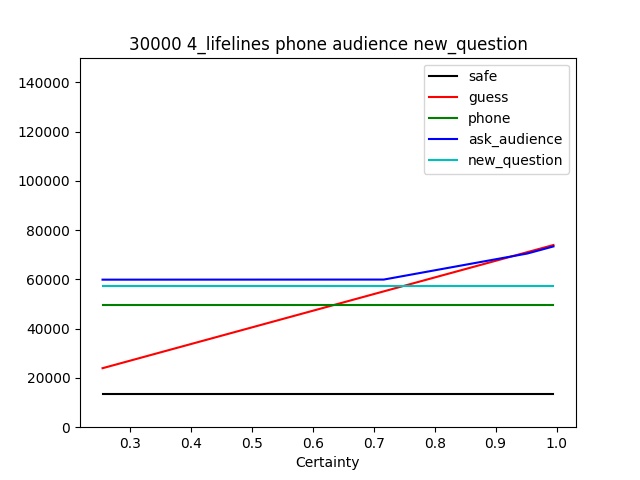 30000 4_lifelines phone audience new_question
140000
120000
100000
80000
60000
40000
20000
0
safe
guess
phone
ask_audience
new_question
0.3 0.4 0.5 0.6 0.7 0.8 0.9 1.0
Certainty